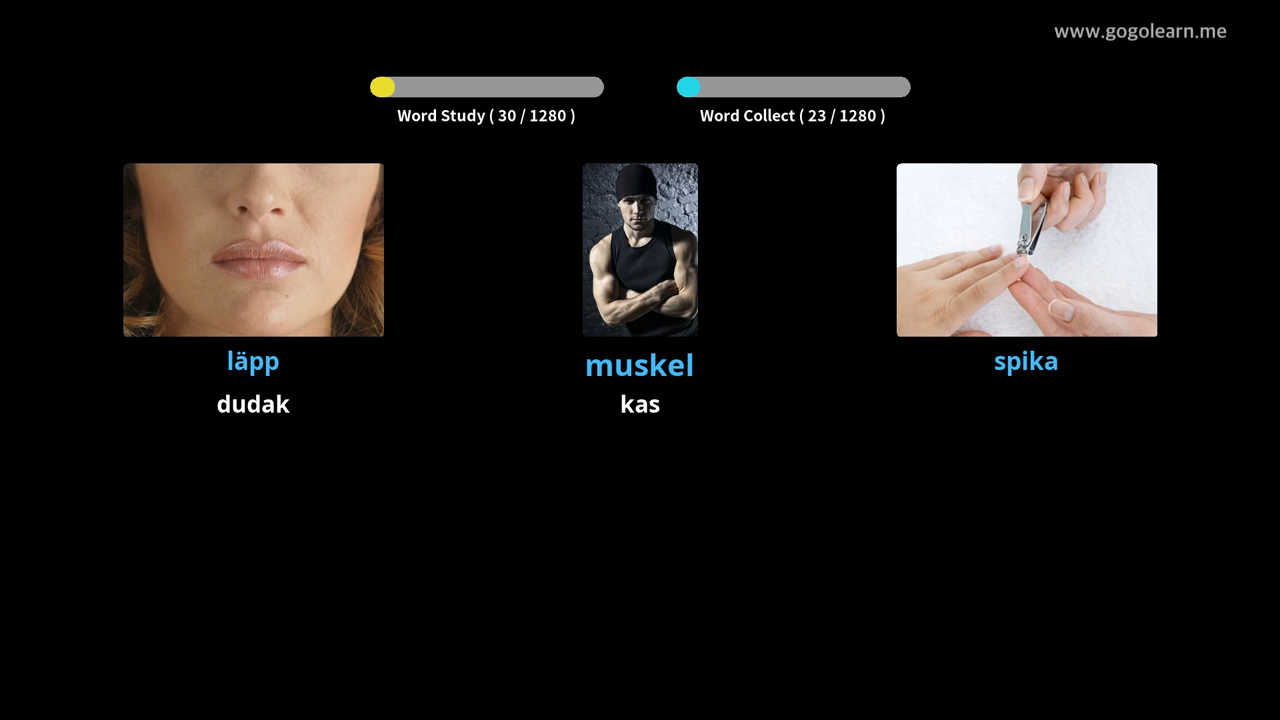 www.gogolearn.me
Word Study ( 30 / 1280 )
Word Collect ( 23 / 1280 )
läpp
muskel
spika
dudak
kas